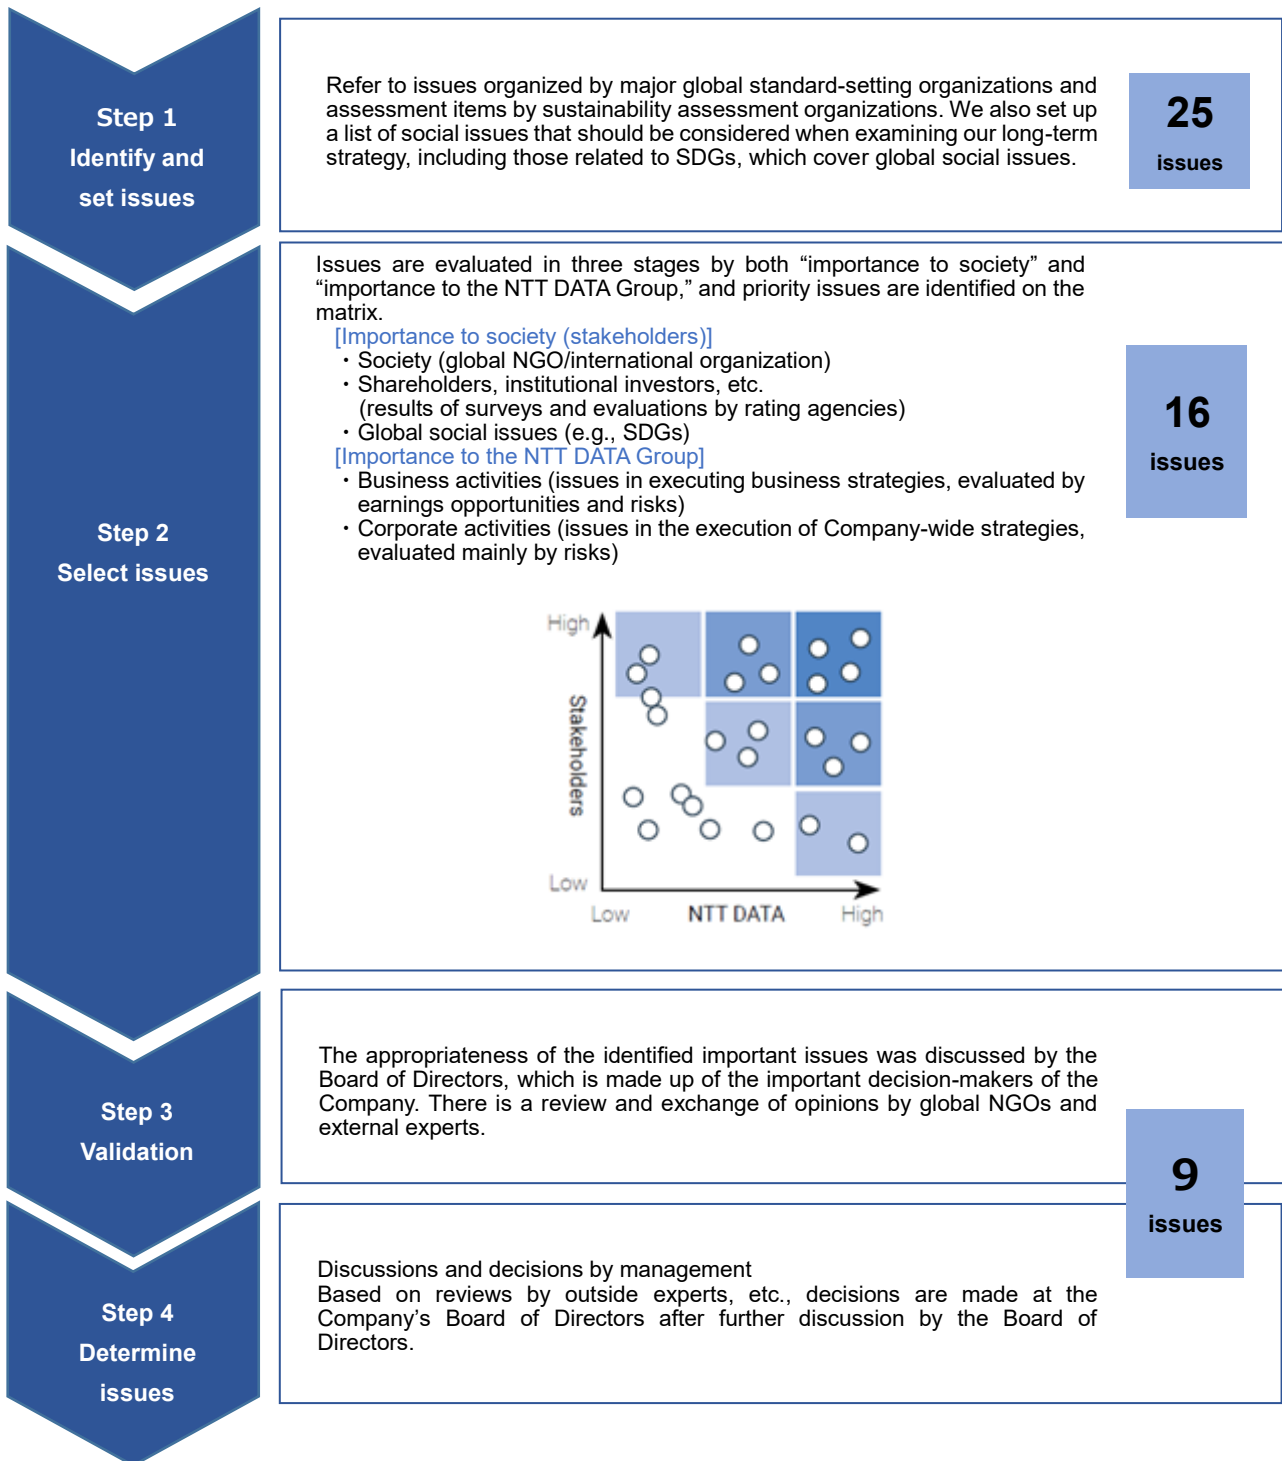 Step 1
Identify and
set issues
Refer to issues organized by major global standard-setting organizations and
assessment items by sustainability assessment organizations. We also set up
a list of social issues that should be considered when examining our long-term
strategy, including those related to SDGs, which cover global social issues.
25
issues
Step 2
Select issues
Issues are evaluated in three stages by both “importance to society” and
“importance to the NTT DATA Group,” and priority issues are identified on the
matrix.
[Importance to society (stakeholders)]
・Society (global NGO/international organization)
・Shareholders, institutional investors, etc.
(results of surveys and evaluations by rating agencies)
・Global social issues (e.g., SDGs)
[Importance to the NTT DATA Group]
・Business activities (issues in executing business strategies, evaluated by
earnings opportunities and risks)
・Corporate activities (issues in the execution of Company-wide strategies,
evaluated mainly by risks)
16
issues
High
Stakeholders
Low
Low
NTT DATA
High
Step 3
Validation
The appropriateness of the identified important issues was discussed by the
Board of Directors, which is made up of the important decision-makers of the
Company. There is a review and exchange of opinions by global NGOs and
external experts.
9
issues
Step 4
Determine
issues
Discussions and decisions by management
Based on reviews by outside experts, etc., decisions are made at the
Company’s Board of Directors after further discussion by the Board of
Directors.